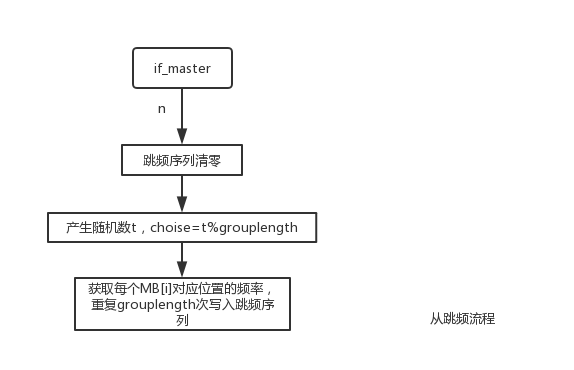 if_master
n
跳频序列清零
产生随机数t，choise=t%grouplength
获取每个MB[i]对应位置的频率，
重复grouplength次写入跳频序
列
从跳频流程